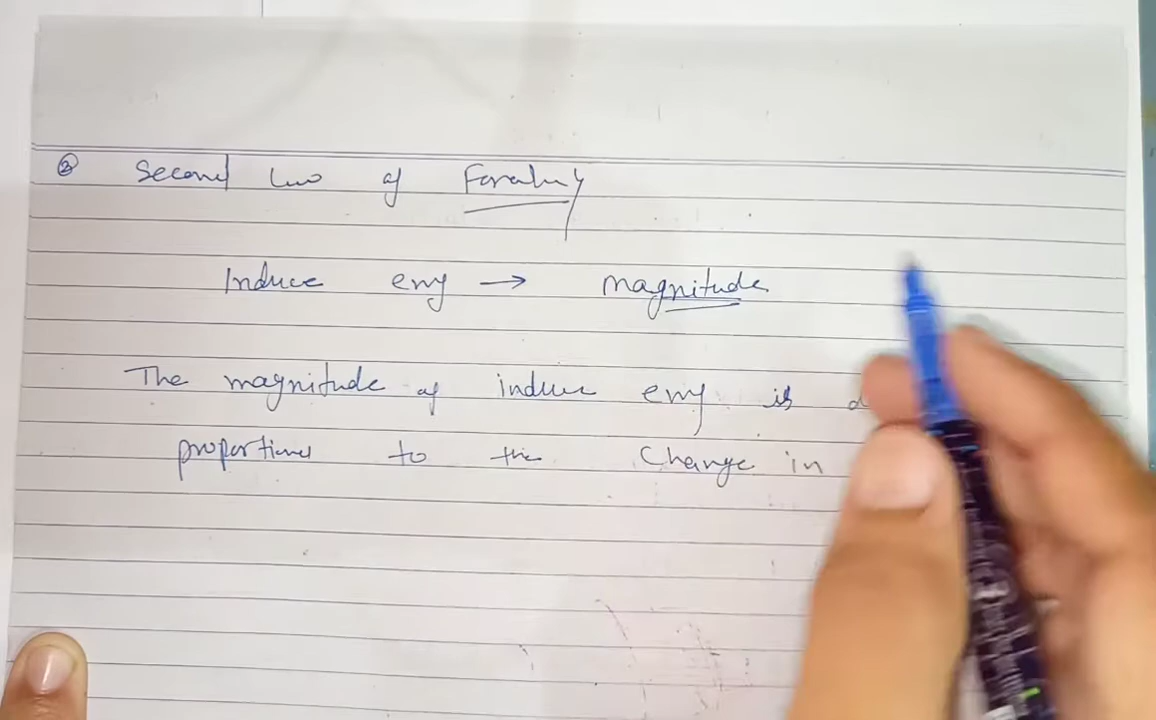 ② Second Law of Faraday
Induce emf → magnitude
The magnitude of induce emf is d
proportional to the change in